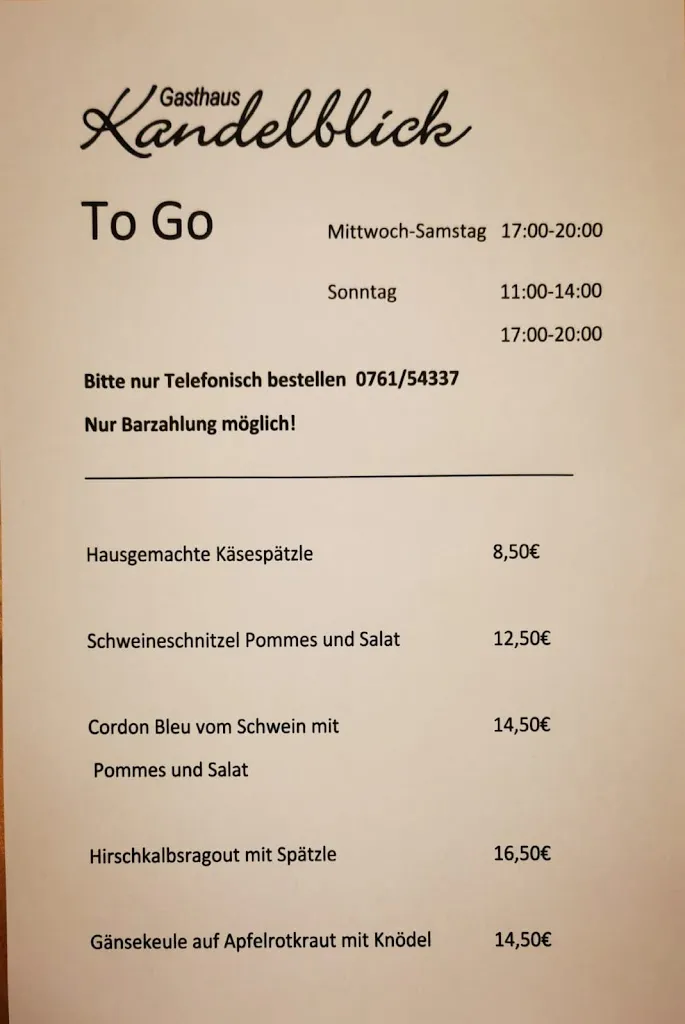 Gasthaus
Kandelblick
To Go
Mittwoch-Samstag 17:00-20:00
Sonntag 11:00-14:00
17:00-20:00
Bitte nur Telefonisch bestellen 0761/54337
Nur Barzahlung möglich!
Hausgemachte Käsespätzle 8,50€
Schweineschnitzel Pommes und Salat 12,50€
Cordon Bleu vom Schwein mit 14,50€
Pommes und Salat
Hirschkalbsragout mit Spätzle 16,50€
Gänsekeule auf Apfelrotkraut mit Knödel 14,50€